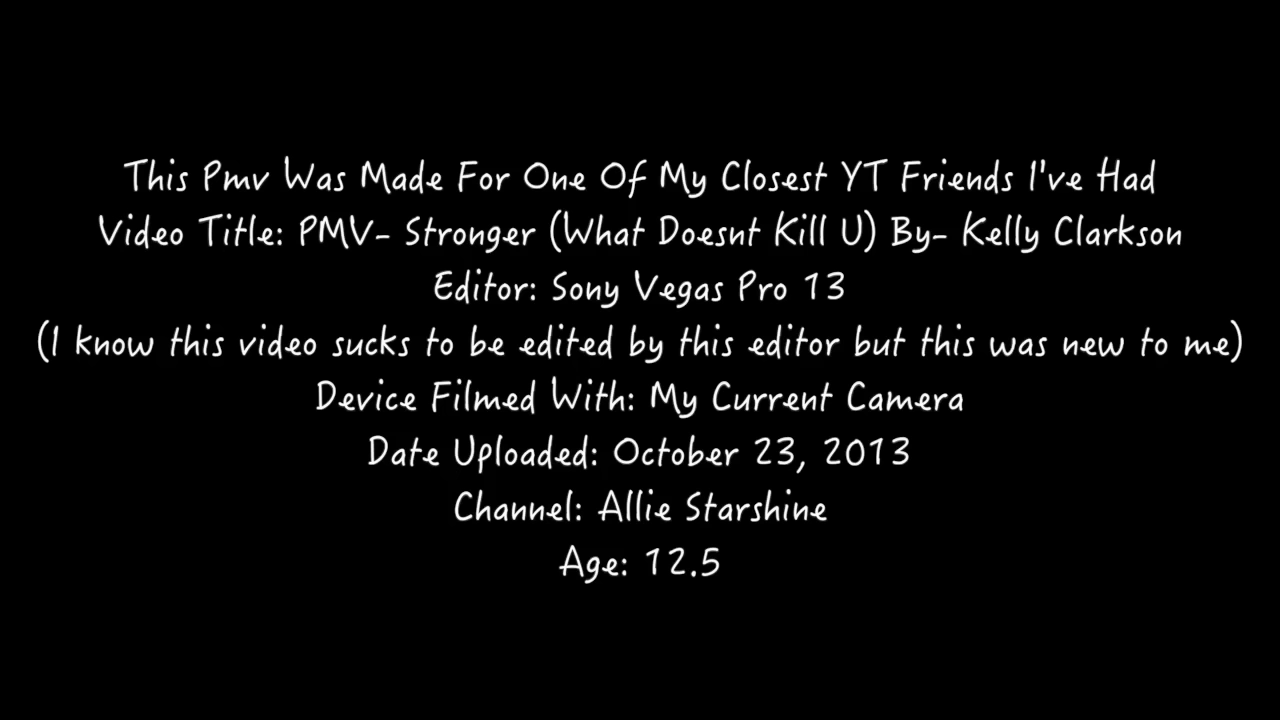 This Pmv Was Made For One Of My Closest YT Friends I've Had
Video Title: PMV- Stronger (What Doesnt Kill U) By- Kelly Clarkson
Editor: Sony Vegas Pro 13
(I know this video sucks to be edited by this editor but this was new to me)
Device Filmed With: My Current Camera
Date Uploaded: October 23, 2013
Channel: Allie Starshine
Age: 12.5